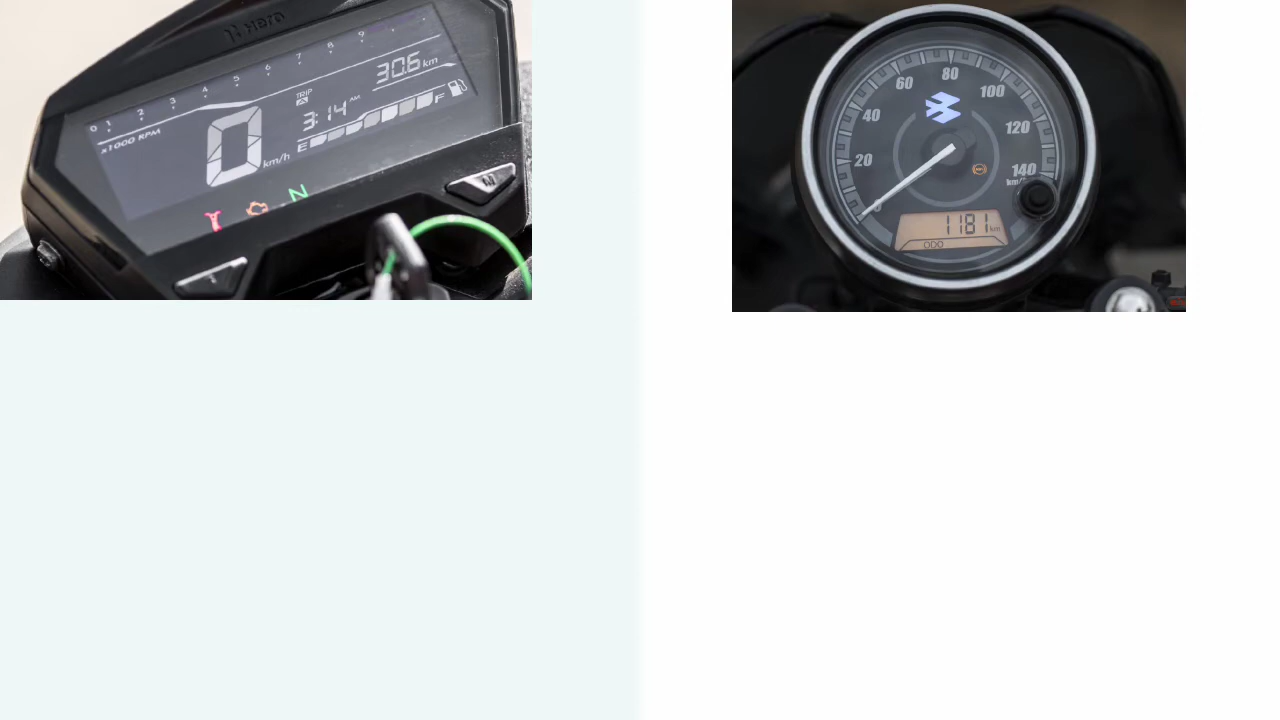 Hero
0 1 2 3 4 5 6 7 8 9
x1000 RPM
0 km/h
TRIP
A
30.6 km
3:14 AM
E F
N
M
0 20 40 60 80 100 120 140
km/h
1181 km
ODO